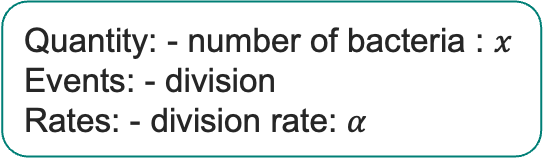 Quantity: - number of bacteria : 𝑥
Events: - division
Rates: - division rate: 𝛼